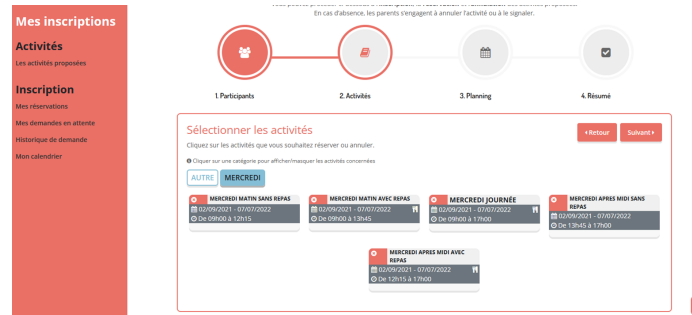 Mes inscriptions
Activités
Les activités proposées
Inscription
Mes réservations
Mes demandes en attente
Historique de demande
Mon calendrier
En cas d'absence, les parents s'engagent à annuler l'activité ou à le signaler.
1. Participants
2. Activités
3. Planning
4. Résumé
Sélectionner les activités
Cliquez sur les activités que vous souhaitez réserver ou annuler.
Retour
Suivant
Cliquer sur une catégorie pour afficher/masquer les activités concernées
AUTRE
MERCREDI
MERCREDI MATIN SANS REPAS
02/09/2021 - 07/07/2022
De 09h00 à 12h15
MERCREDI MATIN AVEC REPAS
02/09/2021 - 07/07/2022
De 09h00 à 13h45
MERCREDI JOURNÉE
02/09/2021 - 07/07/2022
De 09h00 à 17h00
MERCREDI APRES MIDI SANS
REPAS
02/09/2021 - 07/07/2022
De 13h45 à 17h00
MERCREDI APRES MIDI AVEC
REPAS
02/09/2021 - 07/07/2022
De 12h15 à 17h00